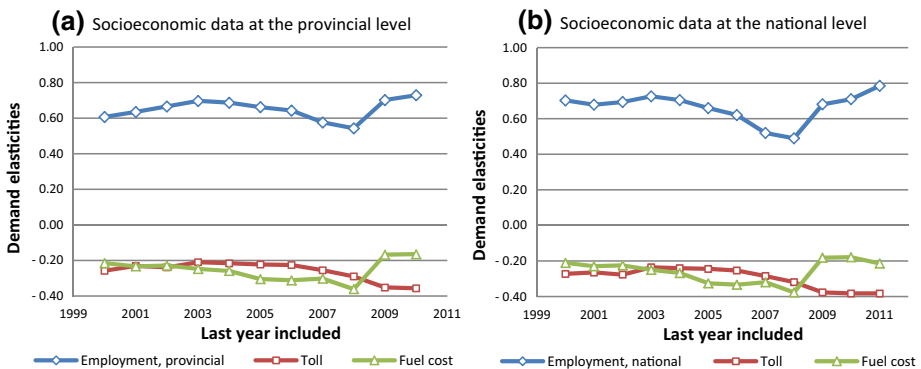 (a) Socioeconomic data at the provincial level
1.00
0.80
0.60
0.40
0.20
0.00
- 0.20
- 0.40
Demand elasticities
1999 2001 2003 2005 2007 2009 2011
Last year included
Employment, provincial Toll Fuel cost
(b) Socioeconomic data at the national level
1.00
0.80
0.60
0.40
0.20
0.00
- 0.20
- 0.40
Demand elasticities
1999 2001 2003 2005 2007 2009 2011
Last year included
Employment, national Toll Fuel cost